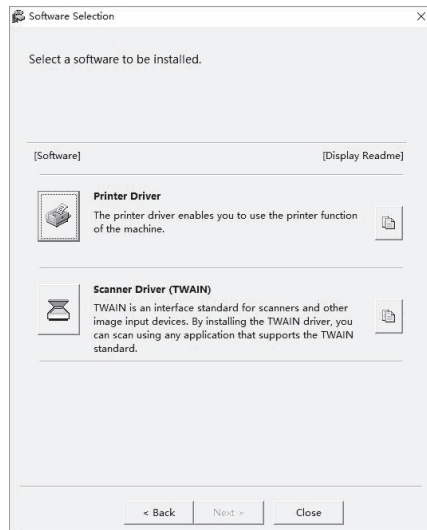 Software Selection
Select a software to be installed.
[Software] [Display Readme]
Printer Driver
The printer driver enables you to use the printer function
of the machine.
Scanner Driver (TWAIN)
TWAIN is an interface standard for scanners and other
image input devices. By installing the TWAIN driver, you
can scan using any application that supports the TWAIN
standard.
< Back Next > Close